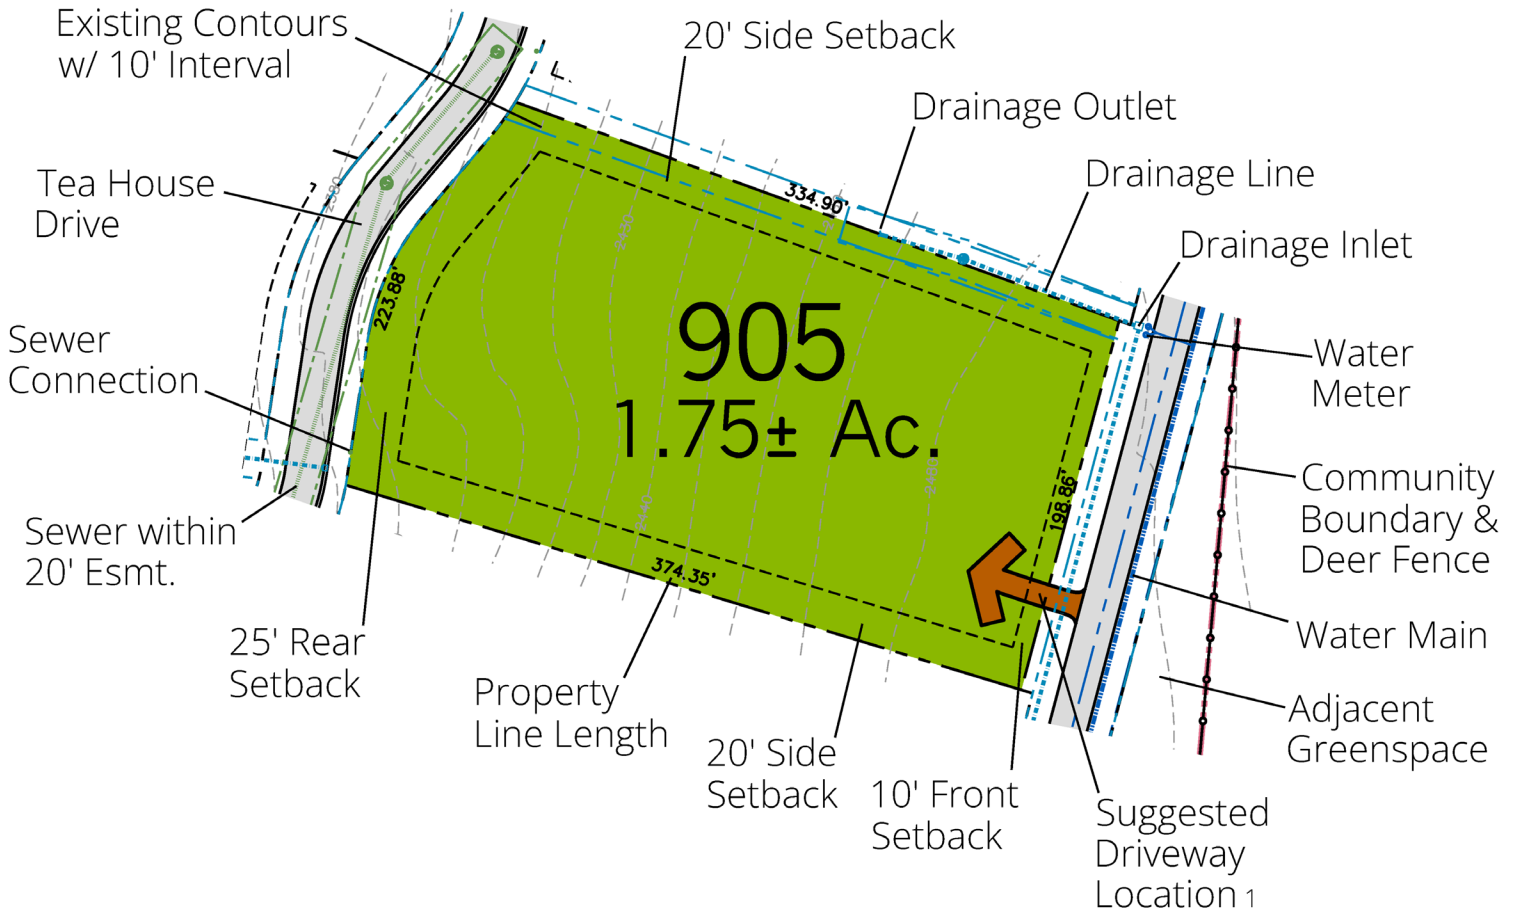 Existing Contours
w/ 10' Interval
20' Side Setback
Drainage Outlet
Drainage Line
Drainage Inlet
Tea House
Drive
334.90'
2480
223.88'
905
1.75± Ac.
198.86'
374.35'
Sewer
Connection
Water
Meter
Community
Boundary &
Deer Fence
Sewer within
20' Esmt.
Water Main
25' Rear
Setback
Property
Line Length
Adjacent
Greenspace
20' Side
Setback
10' Front
Setback
Suggested
Driveway
Location 1